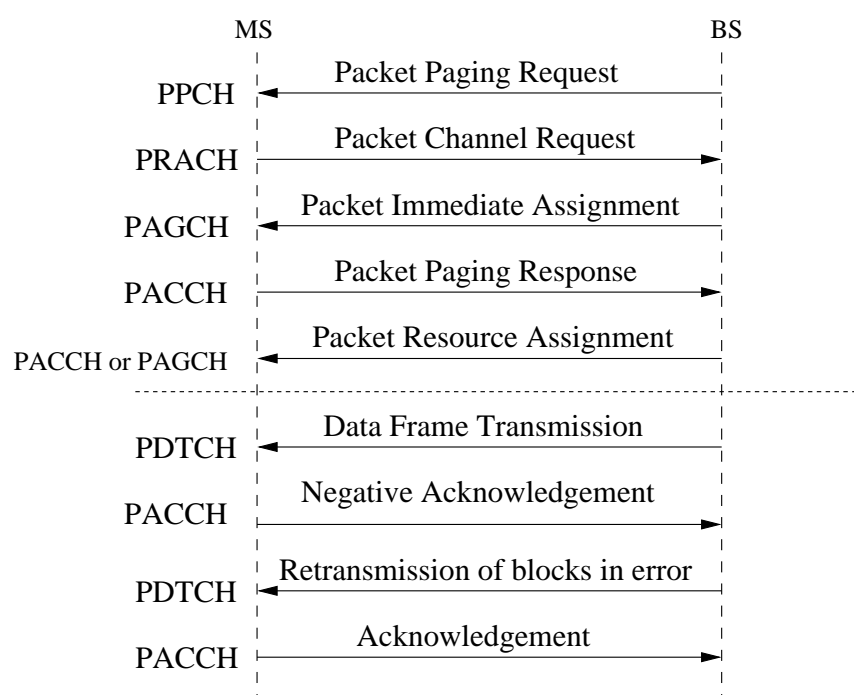 MS BS
PPCH Packet Paging Request
PRACH Packet Channel Request
PAGCH Packet Immediate Assignment
PACCH Packet Paging Response
PACCH or PAGCH Packet Resource Assignment
PDTCH Data Frame Transmission
PACCH Negative Acknowledgement
PDTCH Retransmission of blocks in error
PACCH Acknowledgement